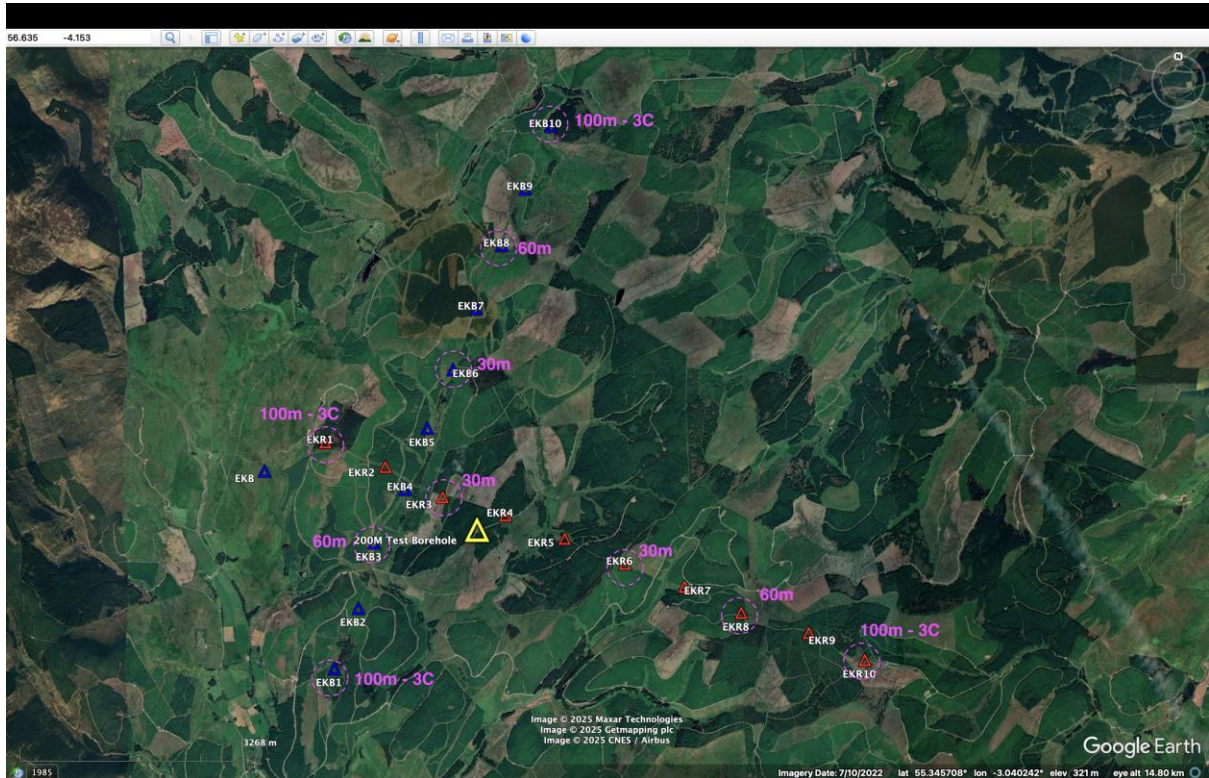 56.635 -4.153
N
EKB10 100m - 3C
EKB9
EKB8 60m
EKB7
30m
EKB6
100m - 3C
EKR1
EKB5
EKR2
EKB
30m
EKB4
EKR3
EKR4
60m 200M Test Borehole
EKR5
EKB3
30m
EKR6
EKR7
60m
EKB2
EKR8
100m - 3C
EKR9
EKR10
EKB1 100m - 3C
Image © 2025 Maxar Technologies
Image © 2025 Getmapping plc
Image © 2025 CNES / Airbus
3268 m
Google Earth
1985
Imagery Date: 7/10/2022 lat 55.345708° lon -3.040242° elev 321 m eye alt 14.80 km